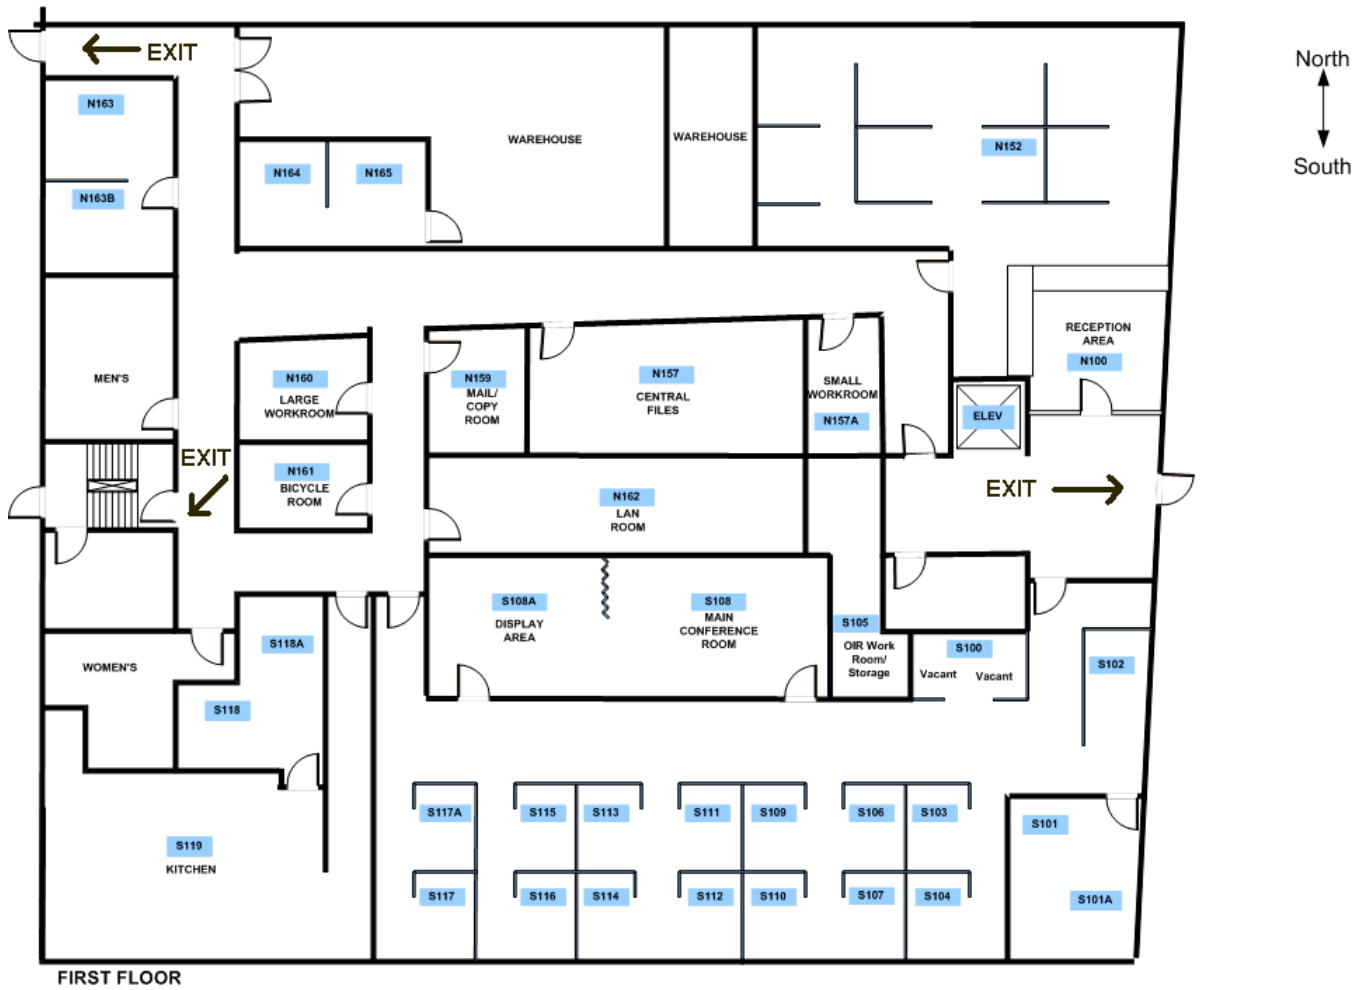 EXIT
North
South
N163
N163B
N164
N165
WAREHOUSE
WAREHOUSE
N152
RECEPTION
AREA
N100
MEN'S
N160
LARGE
WORKROOM
N159
MAIL/
COPY
ROOM
N157
CENTRAL
FILES
SMALL
WORKROOM
N157A
ELEV
EXIT
N161
BICYCLE
ROOM
N162
LAN
ROOM
EXIT
S108A
DISPLAY
AREA
S108
MAIN
CONFERENCE
ROOM
S105
OIR Work
Room/
Storage
S100
Vacant
Vacant
S102
S118A
WOMEN'S
S118
S117A
S115
S113
S111
S109
S106
S103
S101
S119
KITCHEN
S117
S116
S114
S112
S110
S107
S104
S101A
FIRST FLOOR